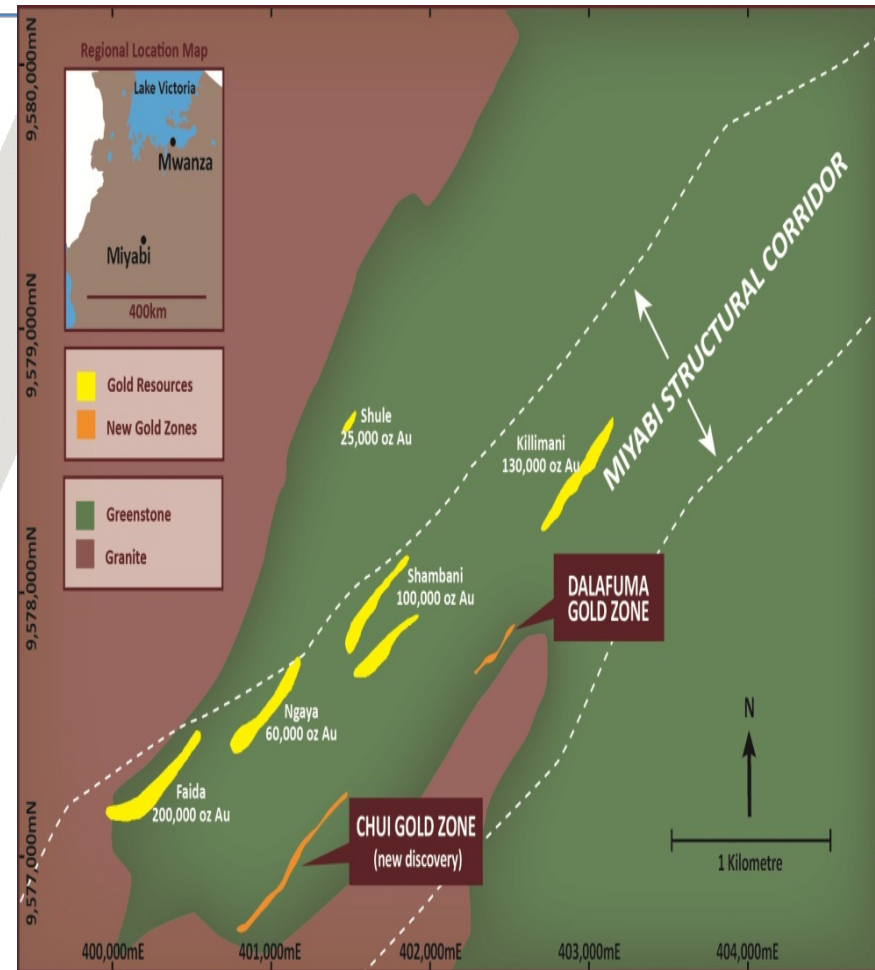 Regional Location Map
Lake Victoria
Mwanza
Miyabi
400km
Gold Resources
New Gold Zones
Greenstone
Granite
9,580,000mN
9,579,000mN
9,578,000mN
9,577,000mN
MIYABI STRUCTURAL CORRIDOR
Shule
25,000 oz Au
Killimani
130,000 oz Au
Shambani
100,000 oz Au
DALAFUMA
GOLD ZONE
Ngaya
60,000 oz Au
Faida
200,000 oz Au
CHUI GOLD ZONE
(new discovery)
N
1 Kilometre
400,000mE
401,000mE
402,000mE
403,000mE
404,000mE